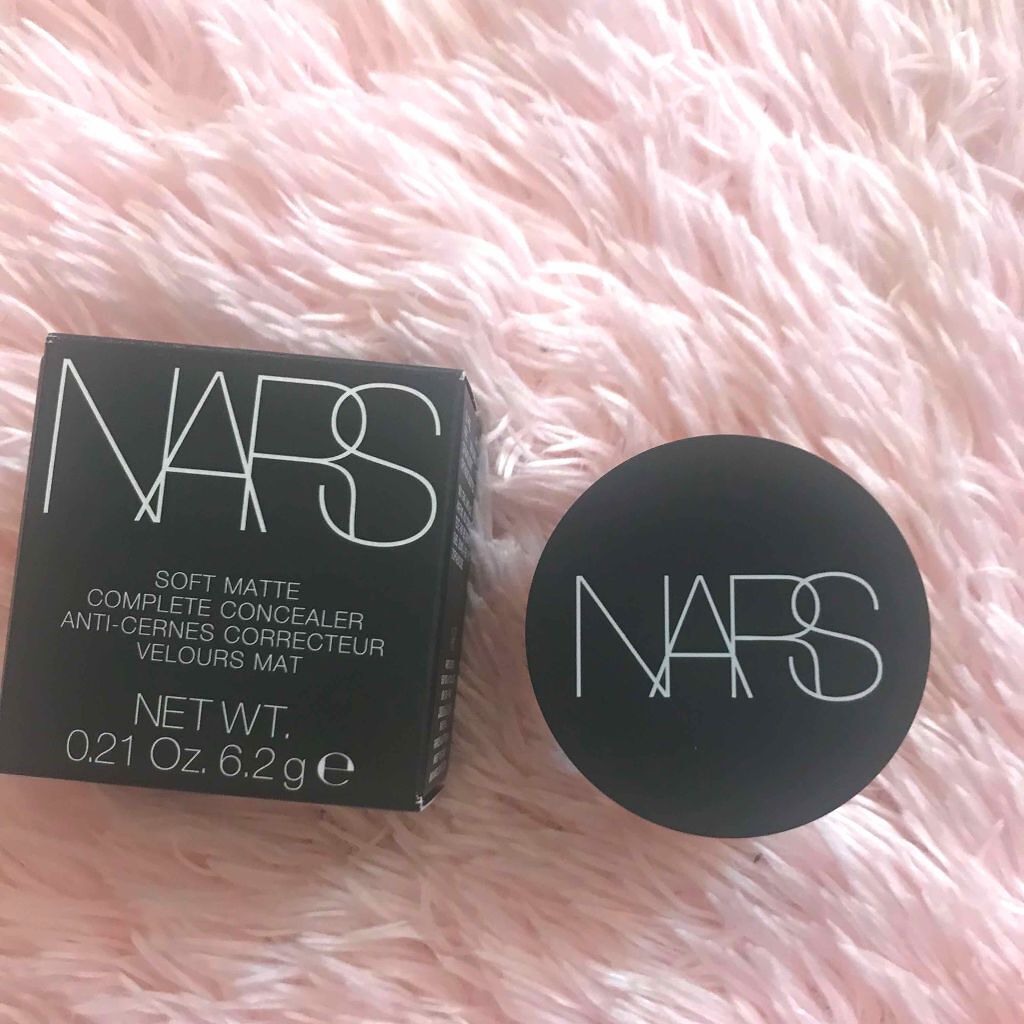 NARS
SOFT MATTE
COMPLETE CONCEALER
ANTI-CERNES CORRECTEUR
VELOURS MAT
NET WT.
0.21 Oz. 6.2 g ℮
NARS